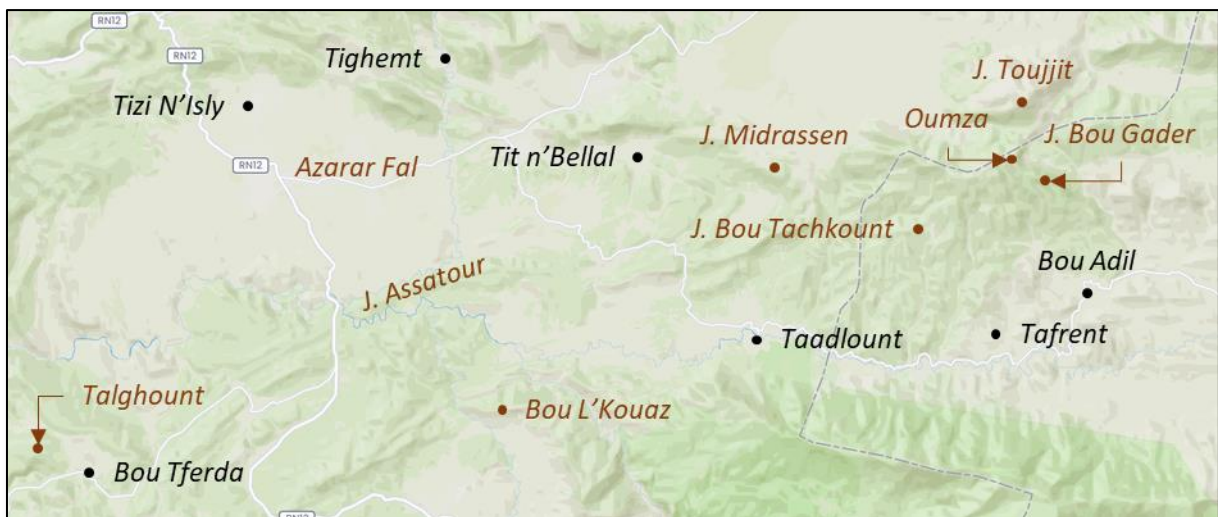 RN12
RN12
Tighemt
J. Toujjit
Tizi N'Isly
Oumza
J. Bou Gader
RN12
Azarar Fal
Tit n'Bellal
J. Midrassen
J. Bou Tachkount
J. Assatour
Bou Adil
Taadlount
Tafrent
Talghount
Bou L'Kouaz
Bou Tferda
RN12